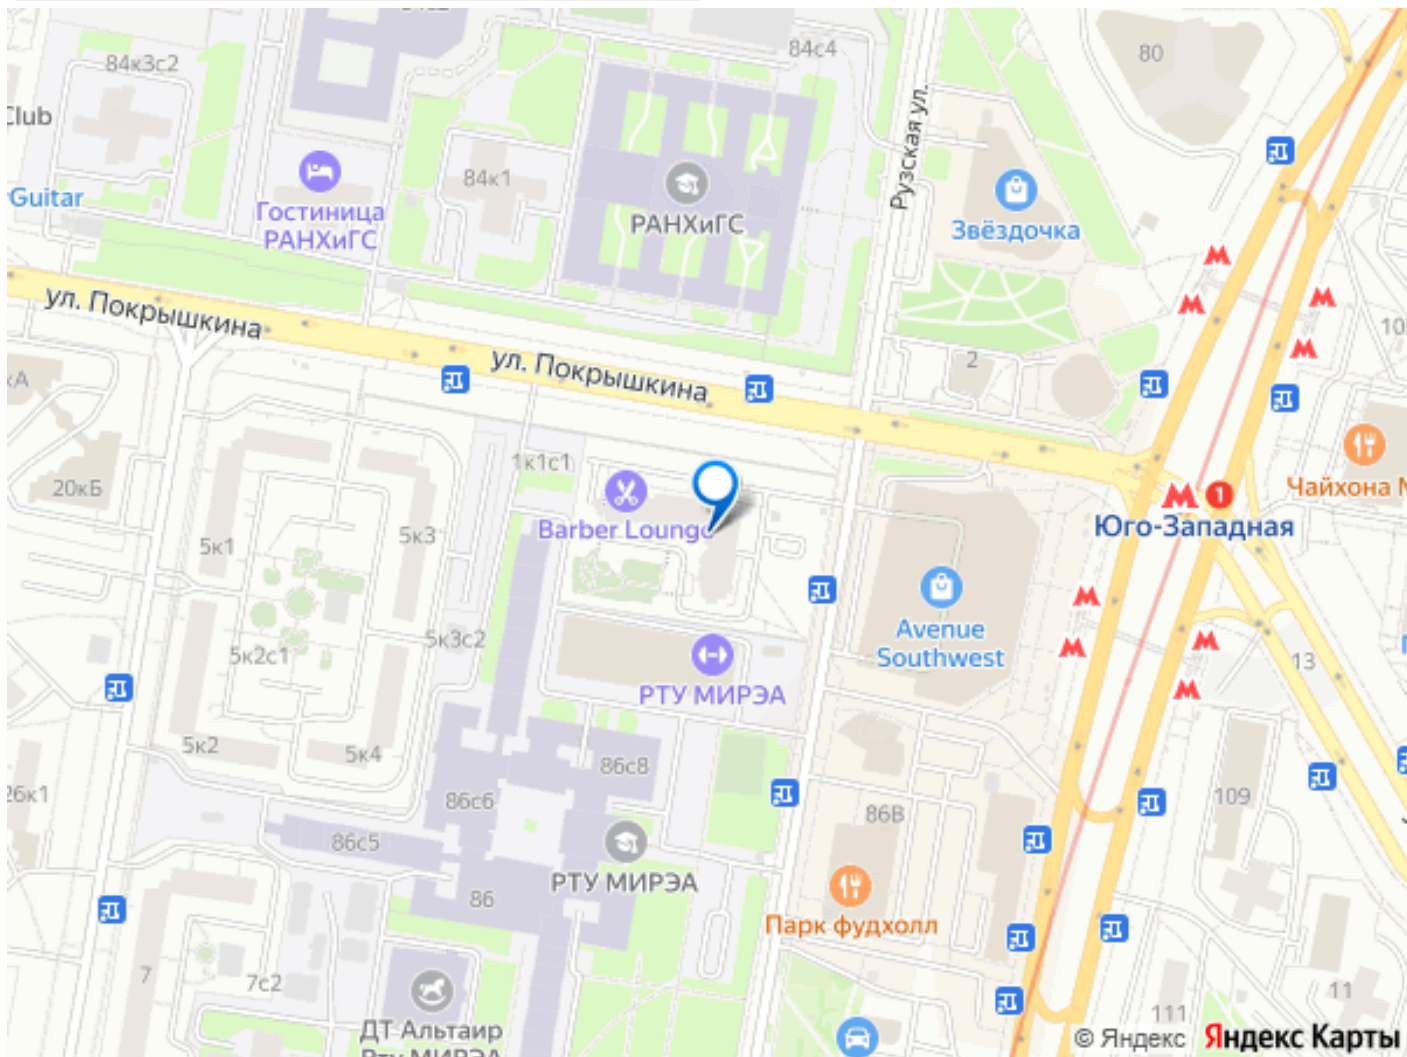 84с4
80
84к3с2
Club
84к1
Guitar
Гостиница
РАНХиГС
РАНХиГС
Рузская ул.
Звёздочка
ул. Покрышкина
ул. Покрышкина
2
1к1с1
20кБ
Barber Lounge
5к1
5к3
Чайхона
Юго-Западная
1
Avenue
Southwest
5к3с2
5к2с1
РТУ МИРЭА
13
5к2
5к4
86с8
26к1
86с6
109
86В
86с5
РТУ МИРЭА
86
Парк фудхолл
7
7с2
11
111
ДТ Альтаир
РТУ МИРЭА
© Яндекс Яндекс Карты